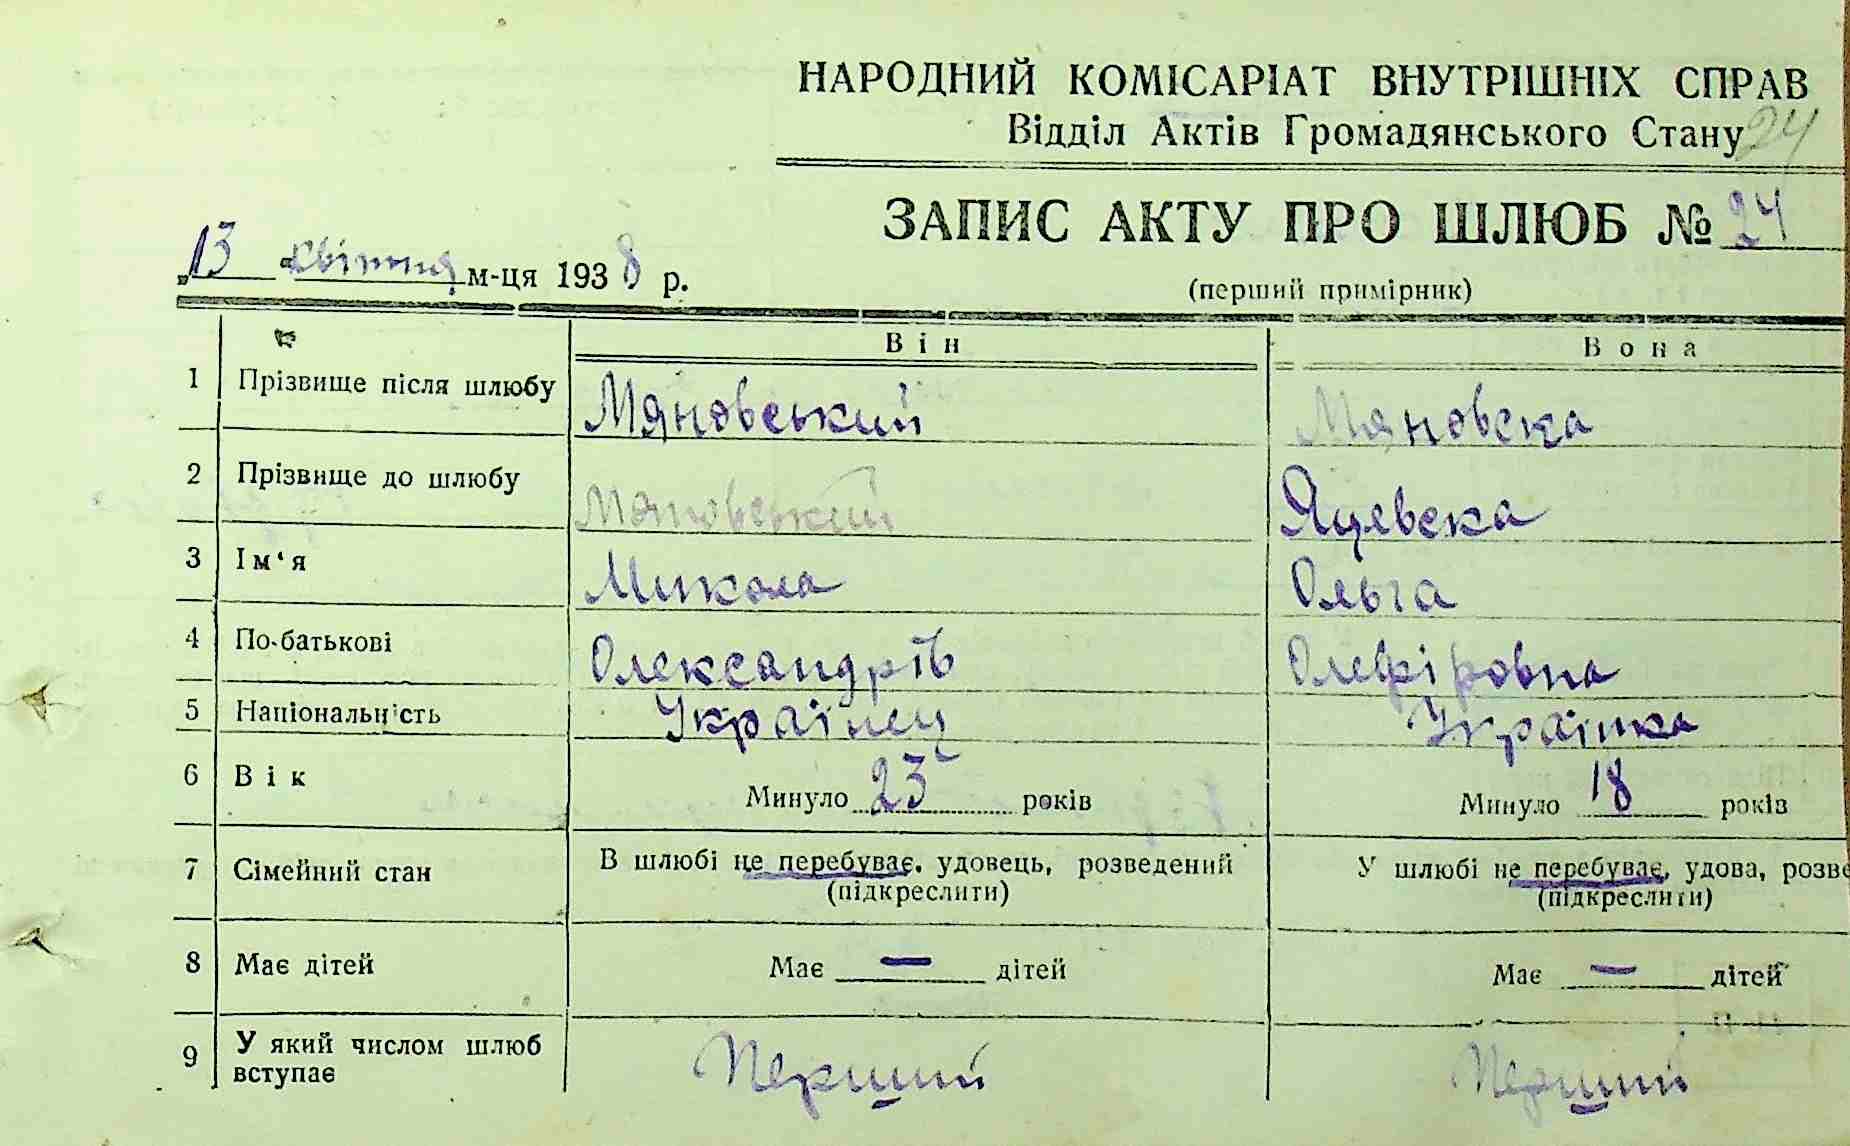 НАРОДНИЙ КОМІСАРІАТ ВНУТРІШНІХ СПРАВ
Відділ Актів Громадянського Стану 24
ЗАПИС АКТУ ПРО ШЛЮБ № 24
„13 квітня м-ця 1938 р.
(перший примірник)
Він Вона
1 Прізвище після шлюбу Мяновський Мяновска
2 Прізвище до шлюбу Мяновський Яцевска
3 Ім‘я Микола Ольга
4 По-батькові Олександрів Олефіровна
5 Національність Українец Українка
6 Вік Минуло 23 років Минуло 18 років
7 Сімейний стан В шлюбі не перебуває, удовець, розведений У шлюбі не перебуває, удова, розве
(підкреслити) (підкреслити)
8 Має дітей Має — дітей Має — дітей
9 У який числом шлюб
вступає Перший Перший